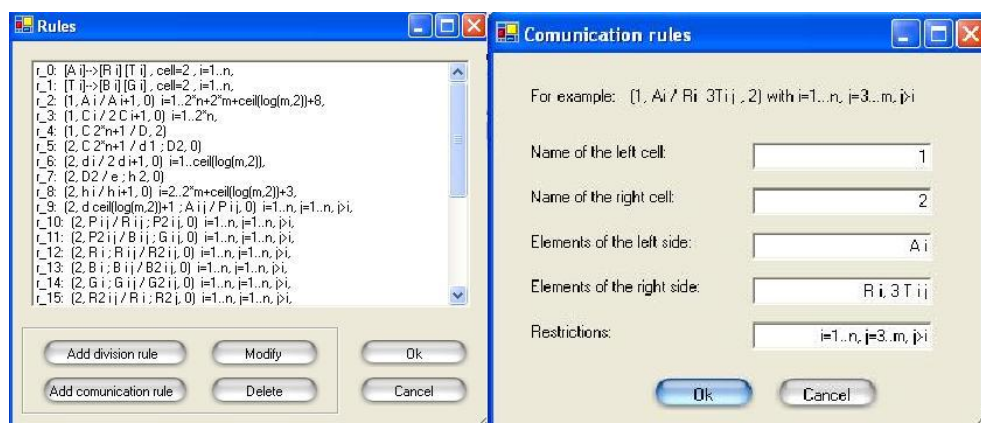 Rules
r_0: [A i]-->[R i] [T i] , cell=2 , i=1..n,
r_1: [T i]-->[B i] [G i] , cell=2 , i=1..n,
r_2: (1, A i / A i+1, 0) i=1..2*n+2*m+ceil(log(m,2))+8,
r_3: (1, C i / 2 C i+1, 0) i=1..2*n,
r_4: (1, C 2*n+1 / D, 2)
r_5: (2, C 2*n+1 / d 1 ; D2, 0)
r_6: (2, d i / 2 d i+1, 0) i=1..ceil(log(m,2)),
r_7: (2, D2 / e ; h 2, 0)
r_8: (2, h i / h i+1, 0) i=2..2*m+ceil(log(m,2))+3,
r_9: (2, d ceil(log(m,2))+1 ; A i j / P i j, 0) i=1..n, j=1..n, j>i,
r_10: (2, P i j / R i j ; P2 i j, 0) i=1..n, j=1..n, j>i,
r_11: (2, P2 i j / B i j ; G i j, 0) i=1..n, j=1..n, j>i,
r_12: (2, R i ; R i j / R2 i j, 0) i=1..n, j=1..n, j>i,
r_13: (2, B i ; B i j / B2 i j, 0) i=1..n, j=1..n, j>i,
r_14: (2, G i ; G i j / G2 i j, 0) i=1..n, j=1..n, j>i,
r_15: (2, R2 i j / R i ; R2 j, 0) i=1..n, j=1..n, j>i,
Add division rule
Modify
Ok
Add comunication rule
Delete
Cancel
Comunication rules
For example: (1, Ai / Ri 3Tij , 2) with i=1...n, j=3...m, j>i
Name of the left cell:
1
Name of the right cell:
2
Elements of the left side:
A i
Elements of the right side:
R i, 3 T i j
Restrictions:
i=1..n, j=3..m, j>i
Ok
Cancel